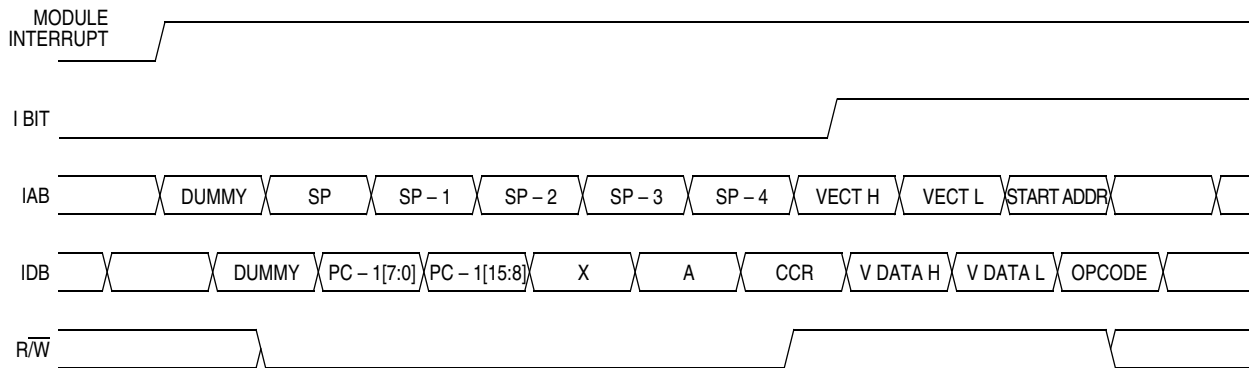 MODULE
INTERRUPT
I BIT
IAB DUMMY SP SP – 1 SP – 2 SP – 3 SP – 4 VECT H VECT L START ADDR
IDB DUMMY PC – 1[7:0] PC – 1[15:8] X A CCR V DATA H V DATA L OPCODE
R/W̅